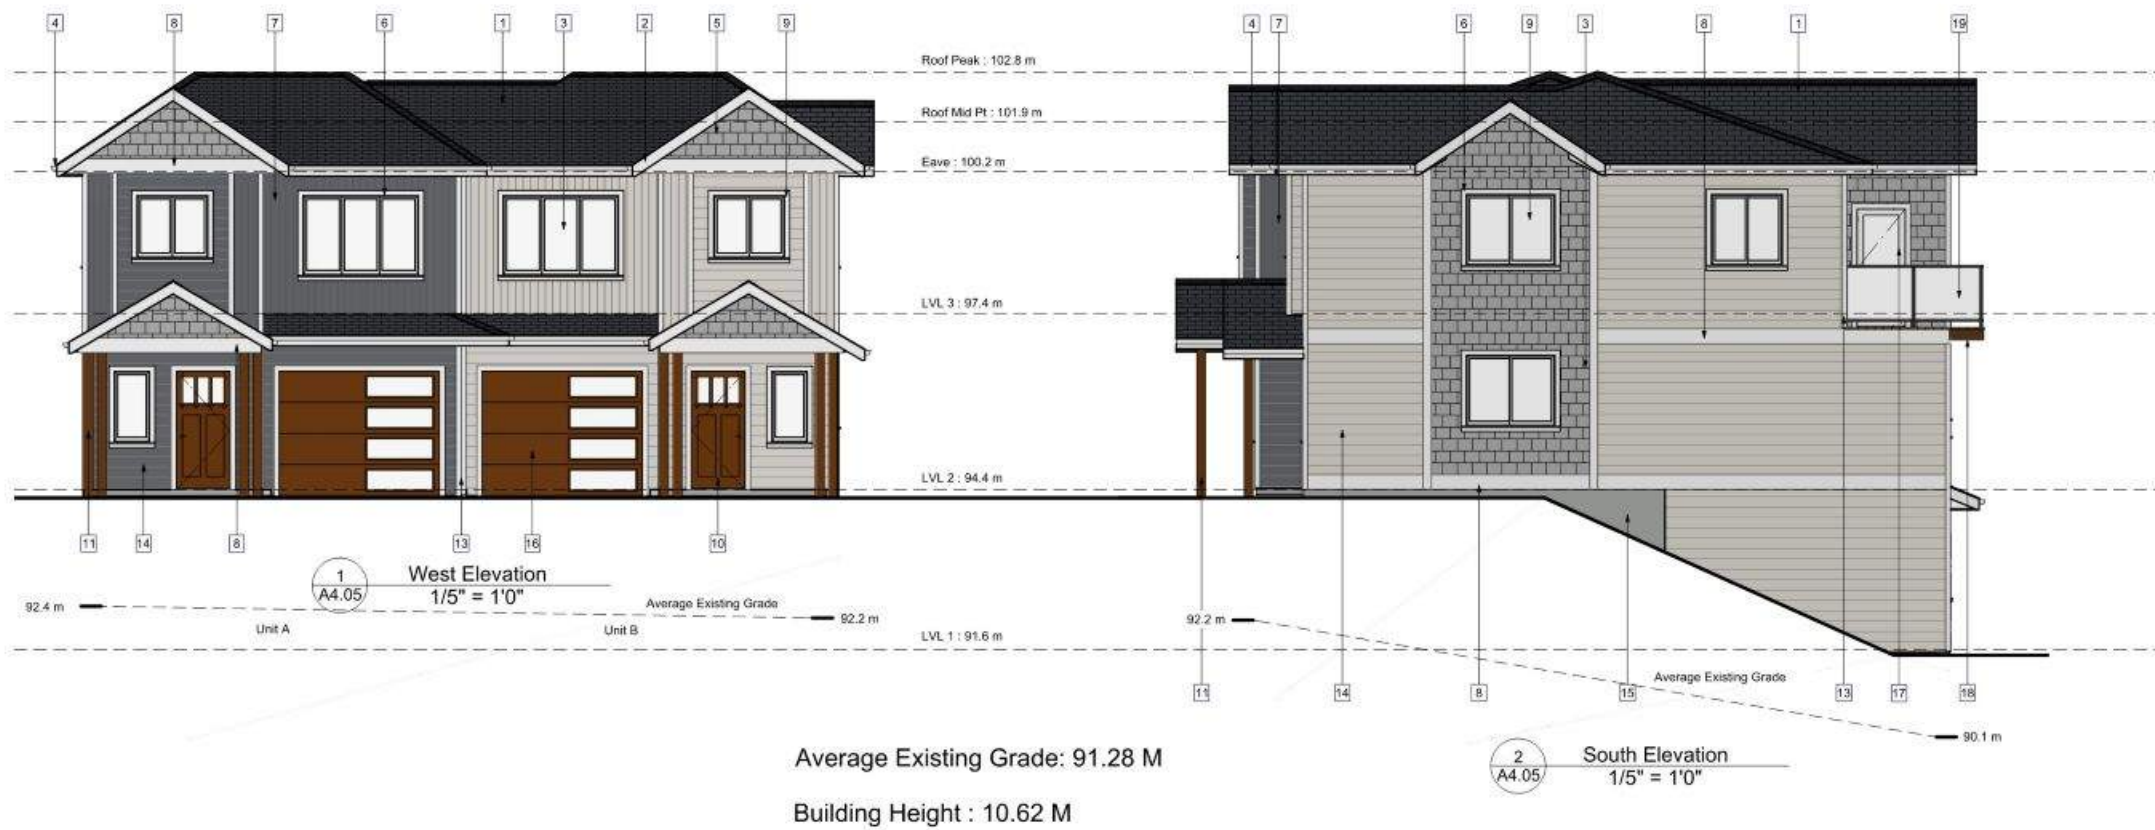 4 8 7 6 1 3 2 5 9
4 7 6 9 3 8 1 19
Roof Peak : 102.8 m
Roof Mid Pt : 101.9 m
Eave : 100.2 m
LVL 3 : 97.4 m
LVL 2 : 94.4 m
11 14 8 13 16 10
1
A4.05
West Elevation
1/5" = 1'0"
92.4 m
Average Existing Grade
92.2 m
Unit A
Unit B
LVL 1 : 91.6 m
92.2 m
Average Existing Grade
11 14 8 15 13 17 18
90.1 m
2
A4.05
South Elevation
1/5" = 1'0"
Average Existing Grade: 91.28 M
Building Height : 10.62 M